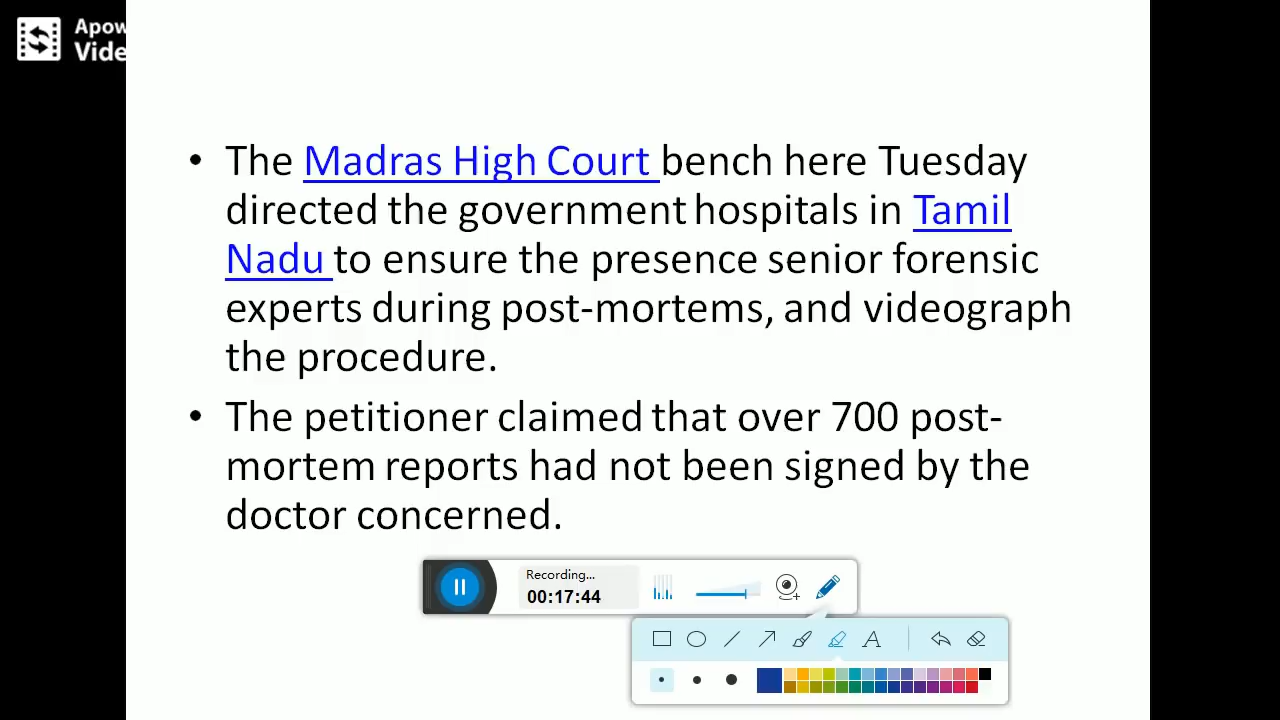 Apow
Vide
• The Madras High Court bench here Tuesday
directed the government hospitals in Tamil
Nadu to ensure the presence senior forensic
experts during post-mortems, and videograph
the procedure.
• The petitioner claimed that over 700 post-
mortem reports had not been signed by the
doctor concerned.
Recording...
00:17:44
A